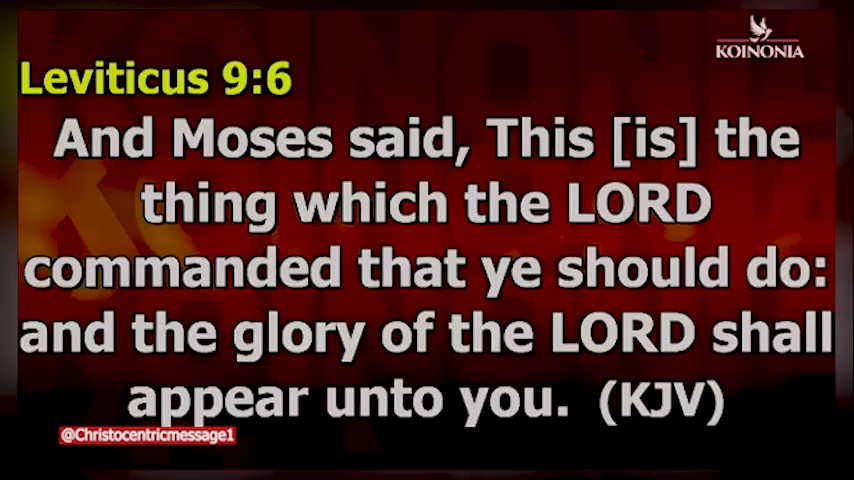 KOINONIA
Leviticus 9:6
And Moses said, This [is] the
thing which the LORD
commanded that ye should do:
and the glory of the LORD shall
appear unto you. (KJV)
@Christocentricmessage1